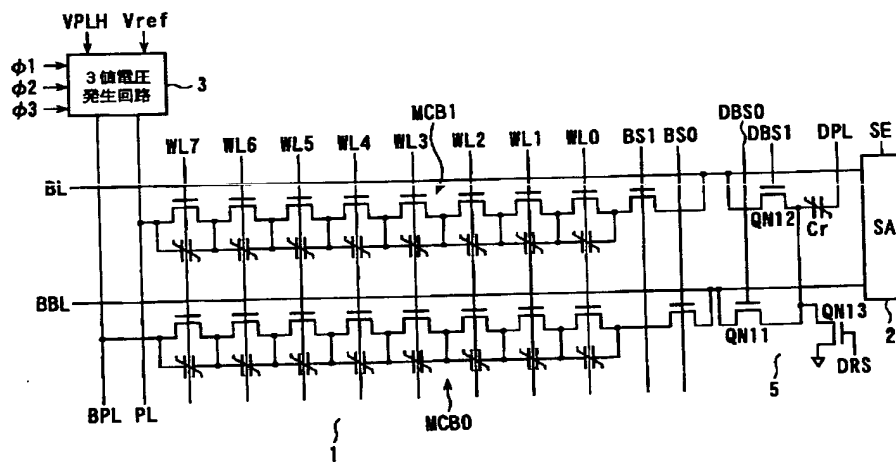 VPLH Vref
φ1
φ2
φ3
3値電圧
発生回路
3
WL7 WL6 WL5 WL4 WL3 WL2 WL1 WL0 BS1 BS0
MCB1
DBS0
DBS1
DPL
SE
BL
QN12
Cr
SA
BBL
QN11
QN13
2
DRS
BPL PL
1
MCB0
5